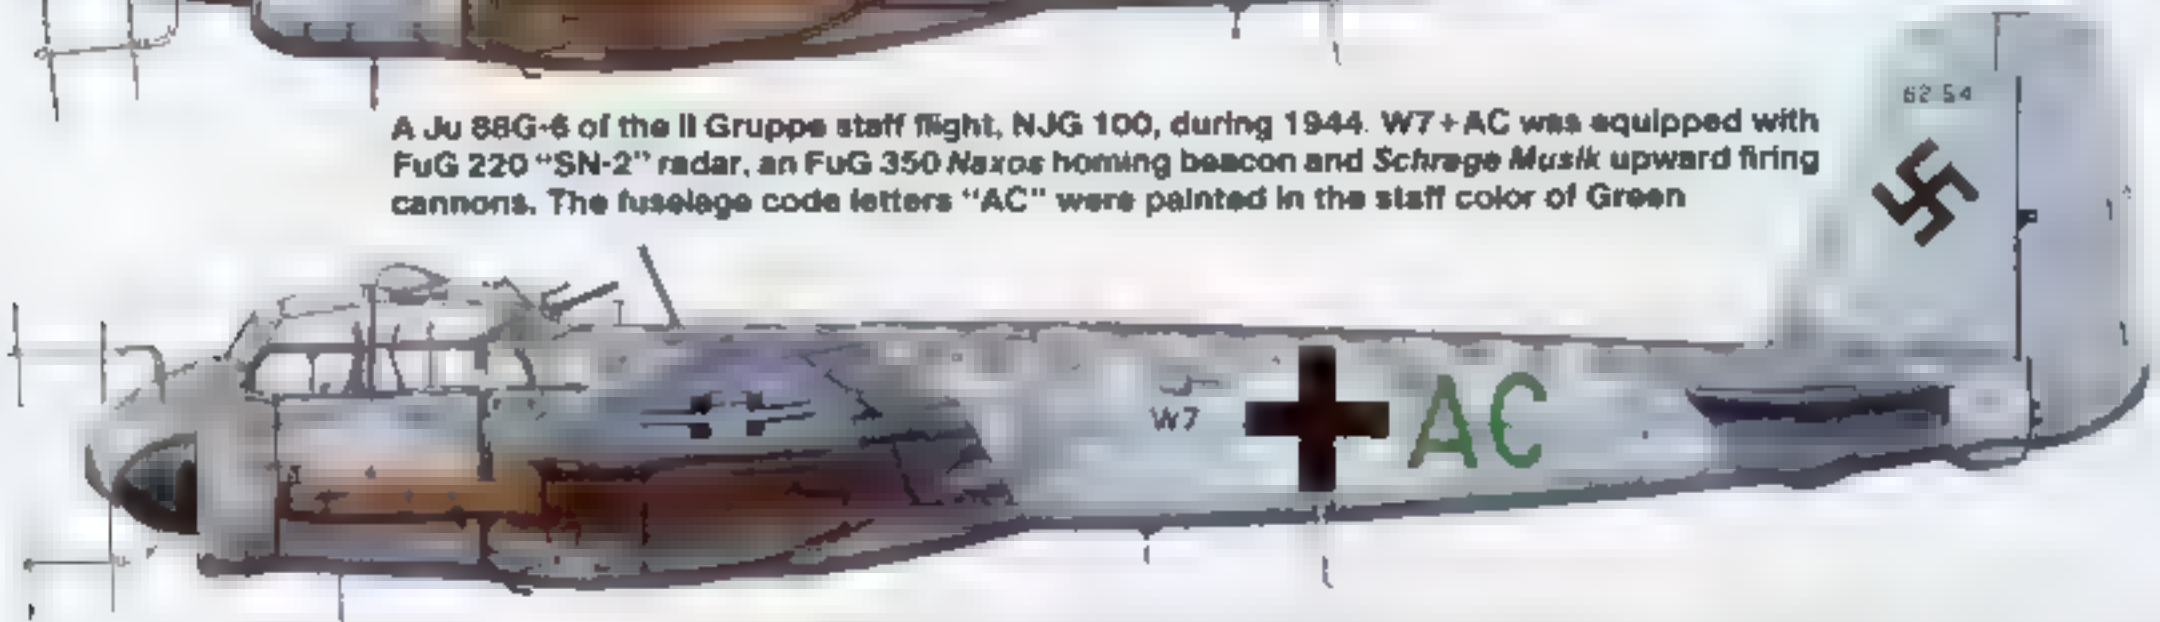 A Ju 88G-6 of the II Gruppe staff flight, NJG 100, during 1944. W7+AC was equipped with
FuG 220 "SN-2" radar, an FuG 350 Naxos homing beacon and Schrage Musik upward firing
cannons. The fuselage code letters "AC" were painted in the staff color of Green
62 54
W7 AC